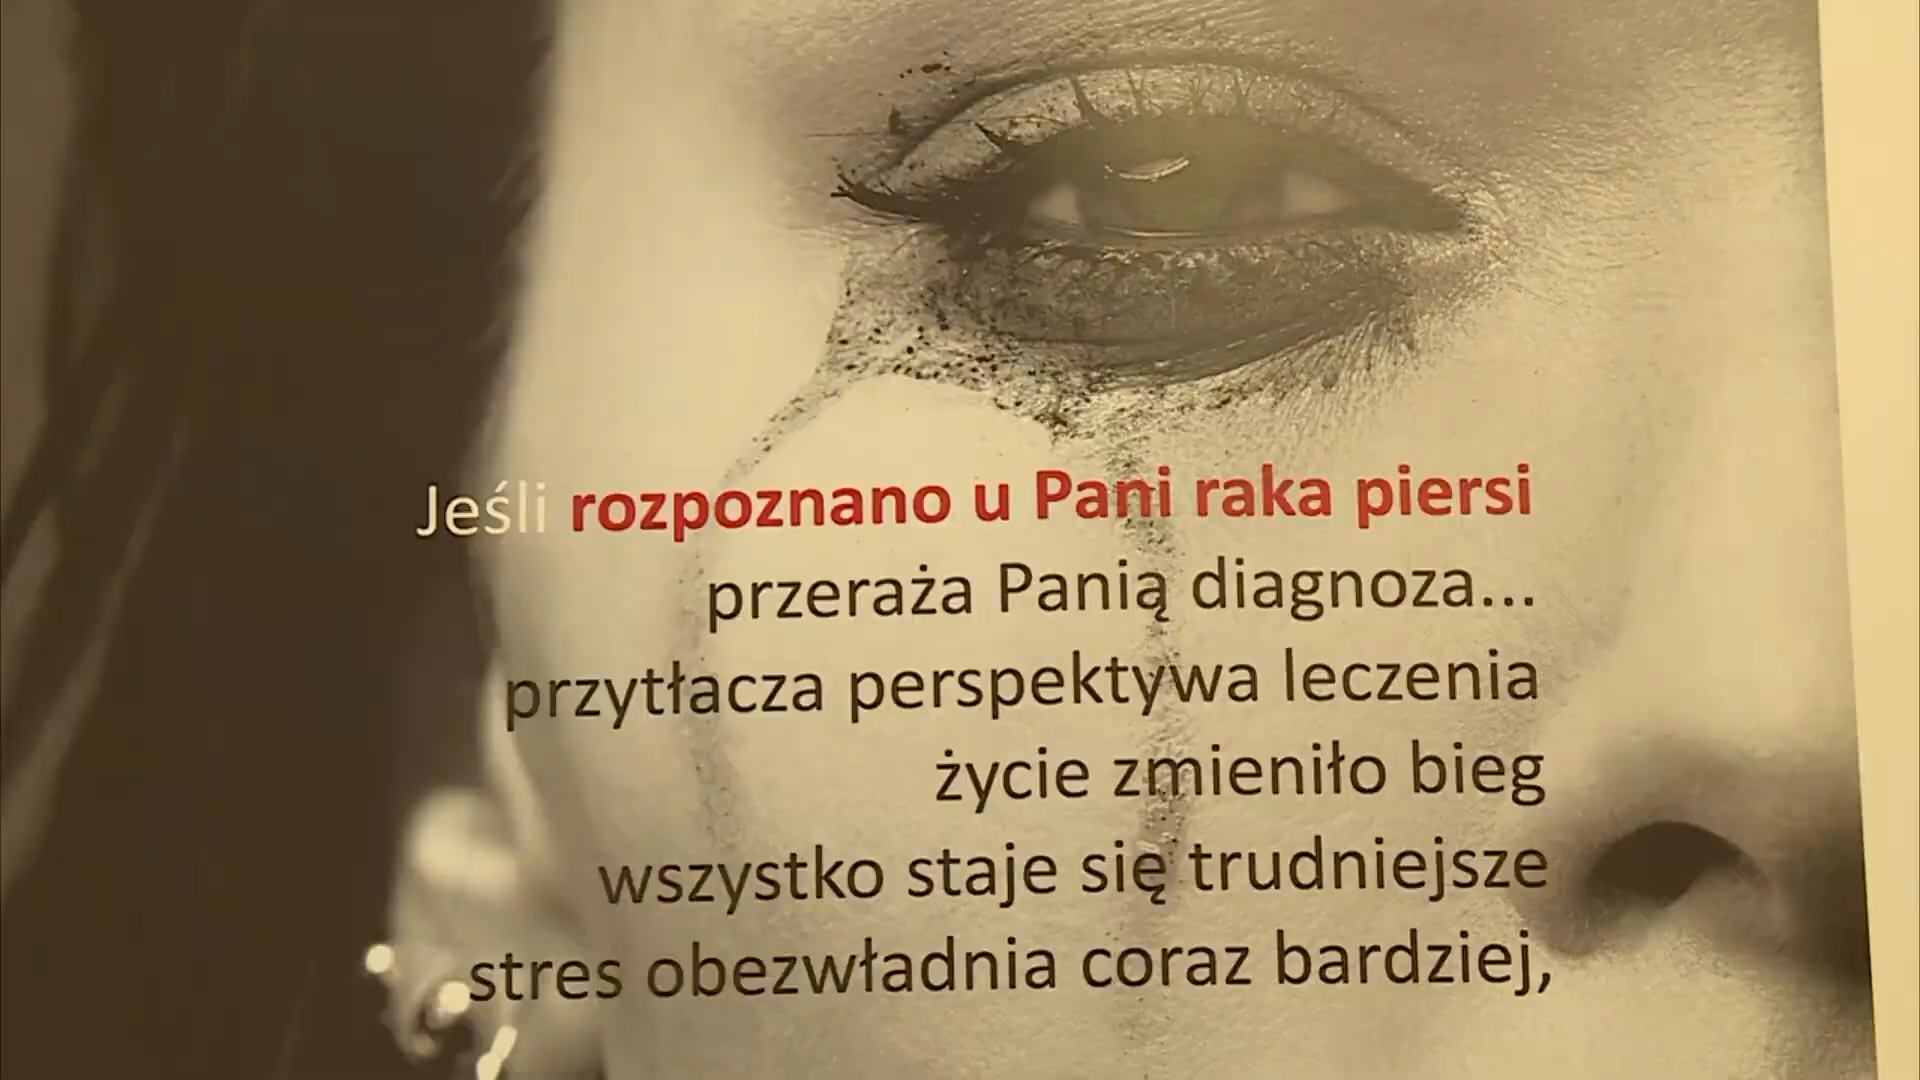 Jeśli rozpoznano u Pani raka piersi
przeraża Panią diagnoza...
przytłacza perspektywa leczenia
życie zmieniło bieg
wszystko staje się trudniejsze
stres obezwładnia coraz bardziej,